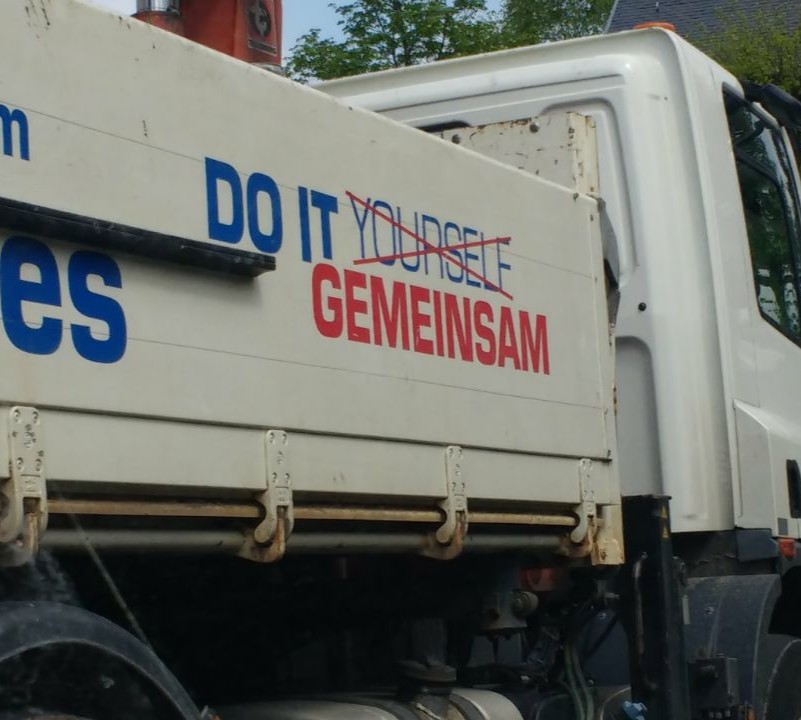 m
es
DO IT YOURSELF
GEMEINSAM